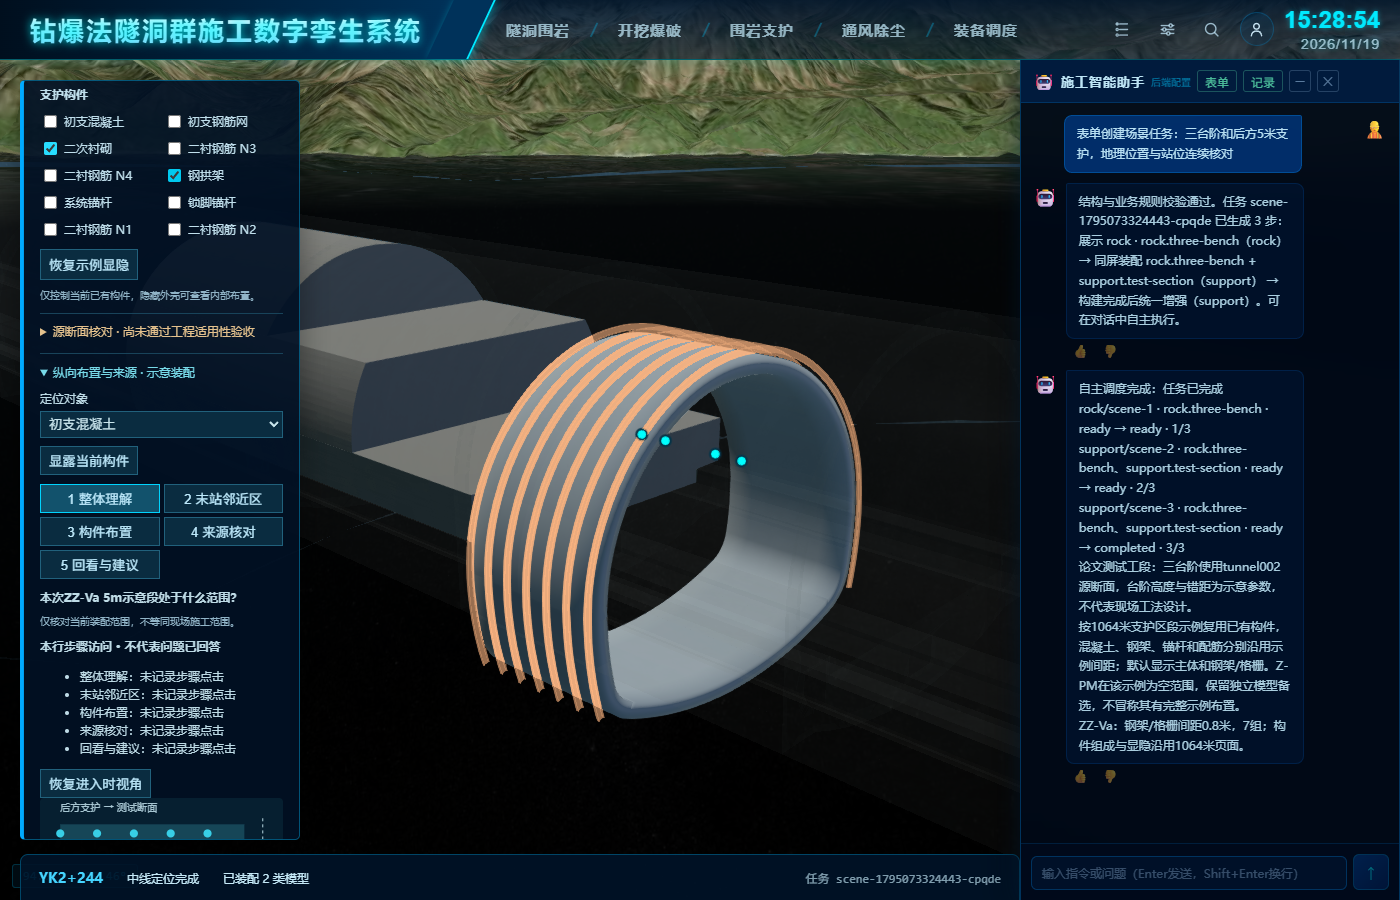 钻爆法隧洞群施工数字孪生系统
隧洞围岩 / 开挖爆破 / 围岩支护 / 通风除尘 / 装备调度
15:28:54
2026/11/19
支护构件
初支混凝土 初支钢筋网
二次衬砌 二衬钢筋 N3
二衬钢筋 N4 钢拱架
系统锚杆 锁脚锚杆
二衬钢筋 N1 二衬钢筋 N2
恢复示例显隐
仅控制当前已有构件，隐藏外壳可查看内部布置。
▶ 源断面核对 · 尚未通过工程适用性验收
▼ 纵向布置与来源 · 示意装配
定位对象
初支混凝土
显露当前构件
1 整体理解 2 末站邻近区
3 构件布置 4 来源核对
5 回看与建议
本次ZZ-Va 5m示意段处于什么范围?
仅核对当前装配范围，不等同现场施工范围。
本行步骤访问 · 不代表问题已回答
• 整体理解：未记录步骤点击
• 末站邻近区：未记录步骤点击
• 构件布置：未记录步骤点击
• 来源核对：未记录步骤点击
• 回看与建议：未记录步骤点击
恢复进入时视角
后方支护 → 测试断面
YK2+244 中线定位完成 已装配 2 类模型
任务 scene-1795073324443-cpqde
施工智能助手 后端配置 表单 记录
表单创建场景任务：三台阶和后方5米支
护，地理位置与站位连续核对
结构与业务规则校验通过。任务 scene-
1795073324443-cpqde 已生成 3 步：
展示 rock · rock.three-bench（rock）
→ 同屏装配 rock.three-bench +
support.test-section（support） →
构建完成后统一增强（support）。可
在对话中自主执行。
自主调度完成：任务已完成
rock/scene-1 · rock.three-bench ·
ready → ready · 1/3
support/scene-2 · rock.three-
bench、support.test-section · ready
→ ready · 2/3
support/scene-3 · rock.three-
bench、support.test-section · ready
→ completed · 3/3
论文测试工段：三台阶使用tunnel002
源断面，台阶高度与错距为示意参数，
不代表现场工法设计。
按1064米支护区段示例复用已有构件，
混凝土、钢架、锚杆和配筋分别沿用示
例间距；默认显示主体和钢架/格栅。Z-
PM在该示例为空范围，保留独立模型备
选，不冒称其有完整示例布置。
ZZ-Va：钢架/格栅间距0.8米，7组；构
件组成与显隐沿用1064米页面。
输入指令或问题（Enter发送，Shift+Enter换行）